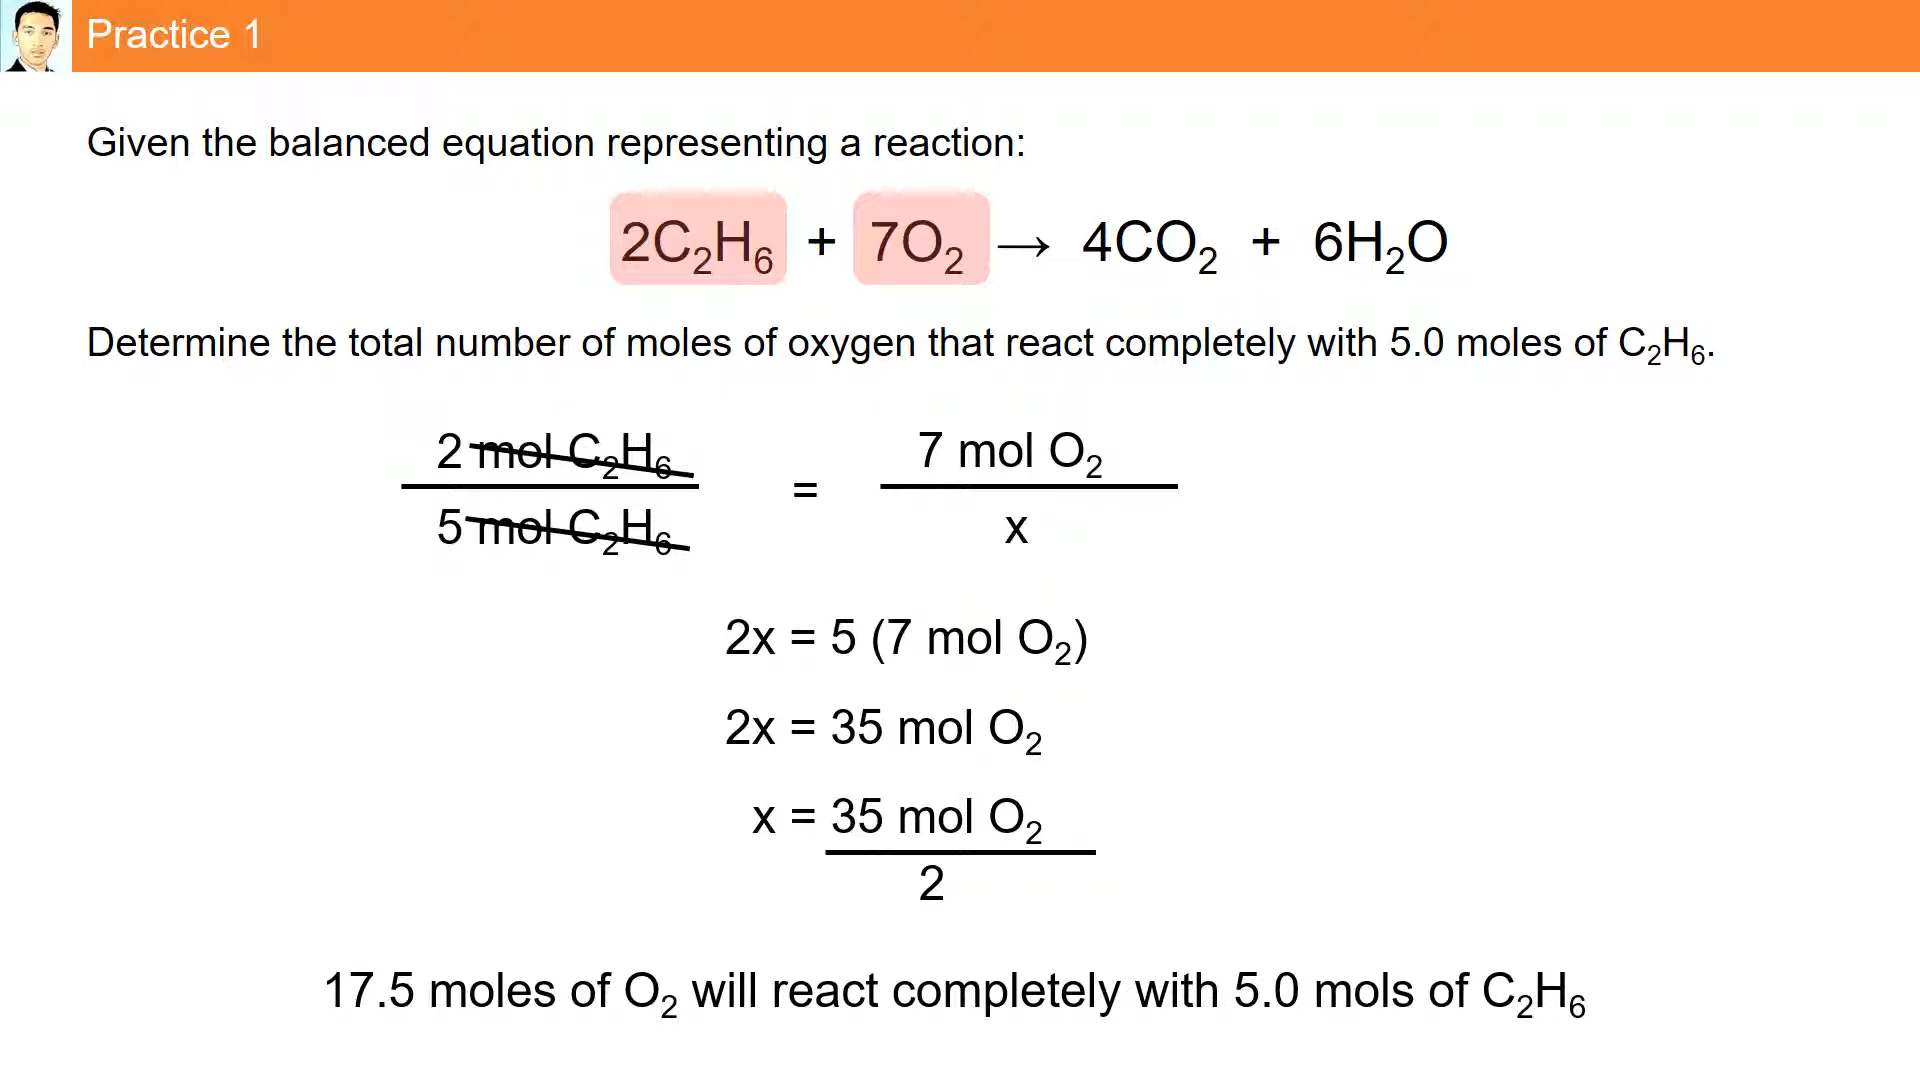 Practice 1
Given the balanced equation representing a reaction:
2C₂H₆ + 7O₂ → 4CO₂ + 6H₂O
Determine the total number of moles of oxygen that react completely with 5.0 moles of C₂H₆.
2 mol C₂H₆ = 7 mol O₂
5 mol C₂H₆ x
2x = 5 (7 mol O₂)
2x = 35 mol O₂
x = 35 mol O₂
2
17.5 moles of O₂ will react completely with 5.0 mols of C₂H₆